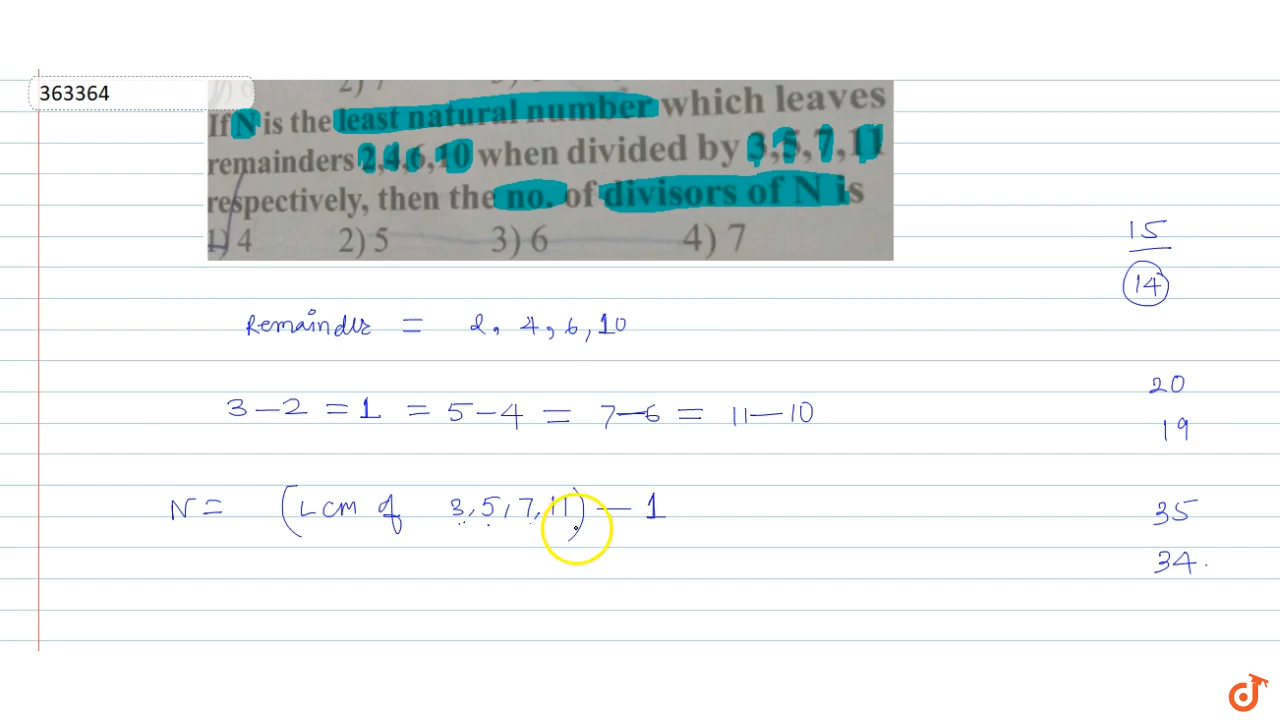 363364
If N is the least natural number which leaves
remainders 2,4,6,10 when divided by 3,5,7,11
respectively, then the no. of divisors of N is
1) 4 2) 5 3) 6 4) 7
15
14
Remainder = 2, 4, 6, 10
20
3 - 2 = 1 = 5 - 4 = 7 - 6 = 11 - 10
19
N = (LCM of 3, 5, 7, 11) - 1
35
34.